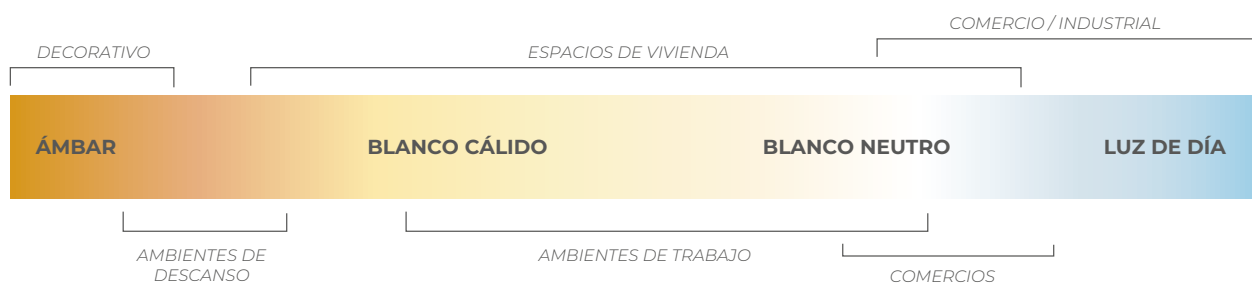 COMERCIO / INDUSTRIAL
DECORATIVO
ESPACIOS DE VIVIENDA
ÁMBAR
BLANCO CÁLIDO
BLANCO NEUTRO
LUZ DE DÍA
AMBIENTES DE
DESCANSO
AMBIENTES DE TRABAJO
COMERCIOS